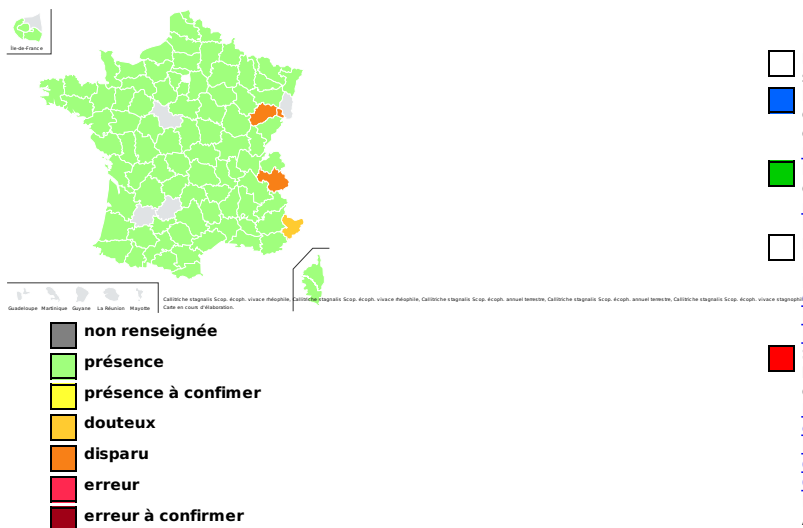 Île-de-France
Guadeloupe Martinique Guyane La Réunion Mayotte
Callitriche stagnalis Scop. écoph. vivace rhéophile, Callitriche stagnalis Scop. écoph. vivace rhéophile, Callitriche stagnalis Scop. écoph. annuel terrestre, Callitriche stagnalis Scop. écoph. annuel terrestre, Callitriche stagnalis Scop. écoph. vivace stagnophil
Carte en cours d'élaboration.
non renseignée
présence
présence à confimer
douteux
disparu
erreur
erreur à confirmer